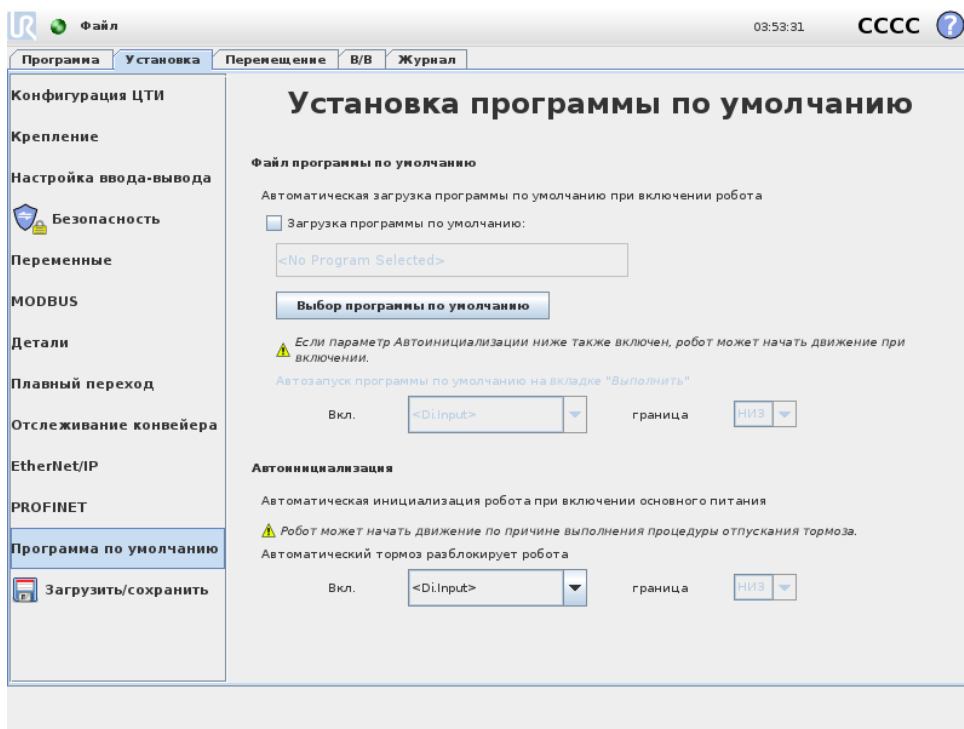 UR
Файл
03:53:31
CCCC
?
Программа
Установка
Перемещение
В/В
Журнал
Конфигурация ЦТИ
Крепление
Настройка ввода-вывода
Безопасность
Переменные
MODBUS
Детали
Плавный переход
Отслеживание конвейера
EtherNet/IP
PROFINET
Программа по умолчанию
Загрузить/сохранить
Установка программы по умолчанию
Файл программы по умолчанию
Автоматическая загрузка программы по умолчанию при включении робота
Загрузка программы по умолчанию:
<No Program Selected>
Выбор программы по умолчанию
Если параметр Автоинициализации ниже также включен, робот может начать движение при
включении.
Автозапуск программы по умолчанию на вкладке "Выполнить"
Вкл.
<Di.Input>
граница
НИЗ
Автоинициализация
Автоматическая инициализация робота при включении основного питания
Робот может начать движение по причине выполнения процедуры отпускания тормоза.
Автоматический тормоз разблокирует робота
Вкл.
<Di.Input>
граница
НИЗ